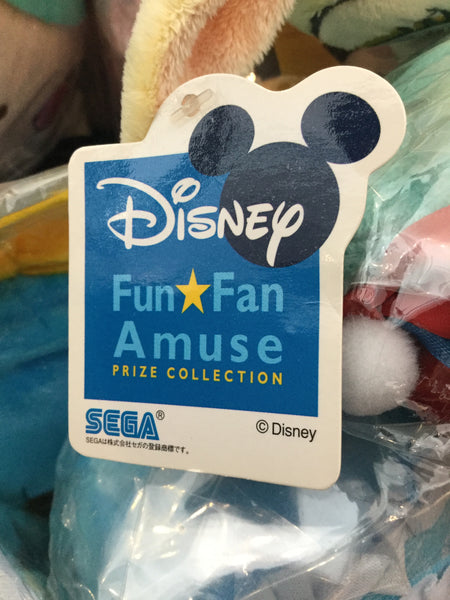 Disney
Fun★Fan
Amuse
PRIZE COLLECTION
SEGA®
© Disney
SEGAは株式会社セガの登録商標です。